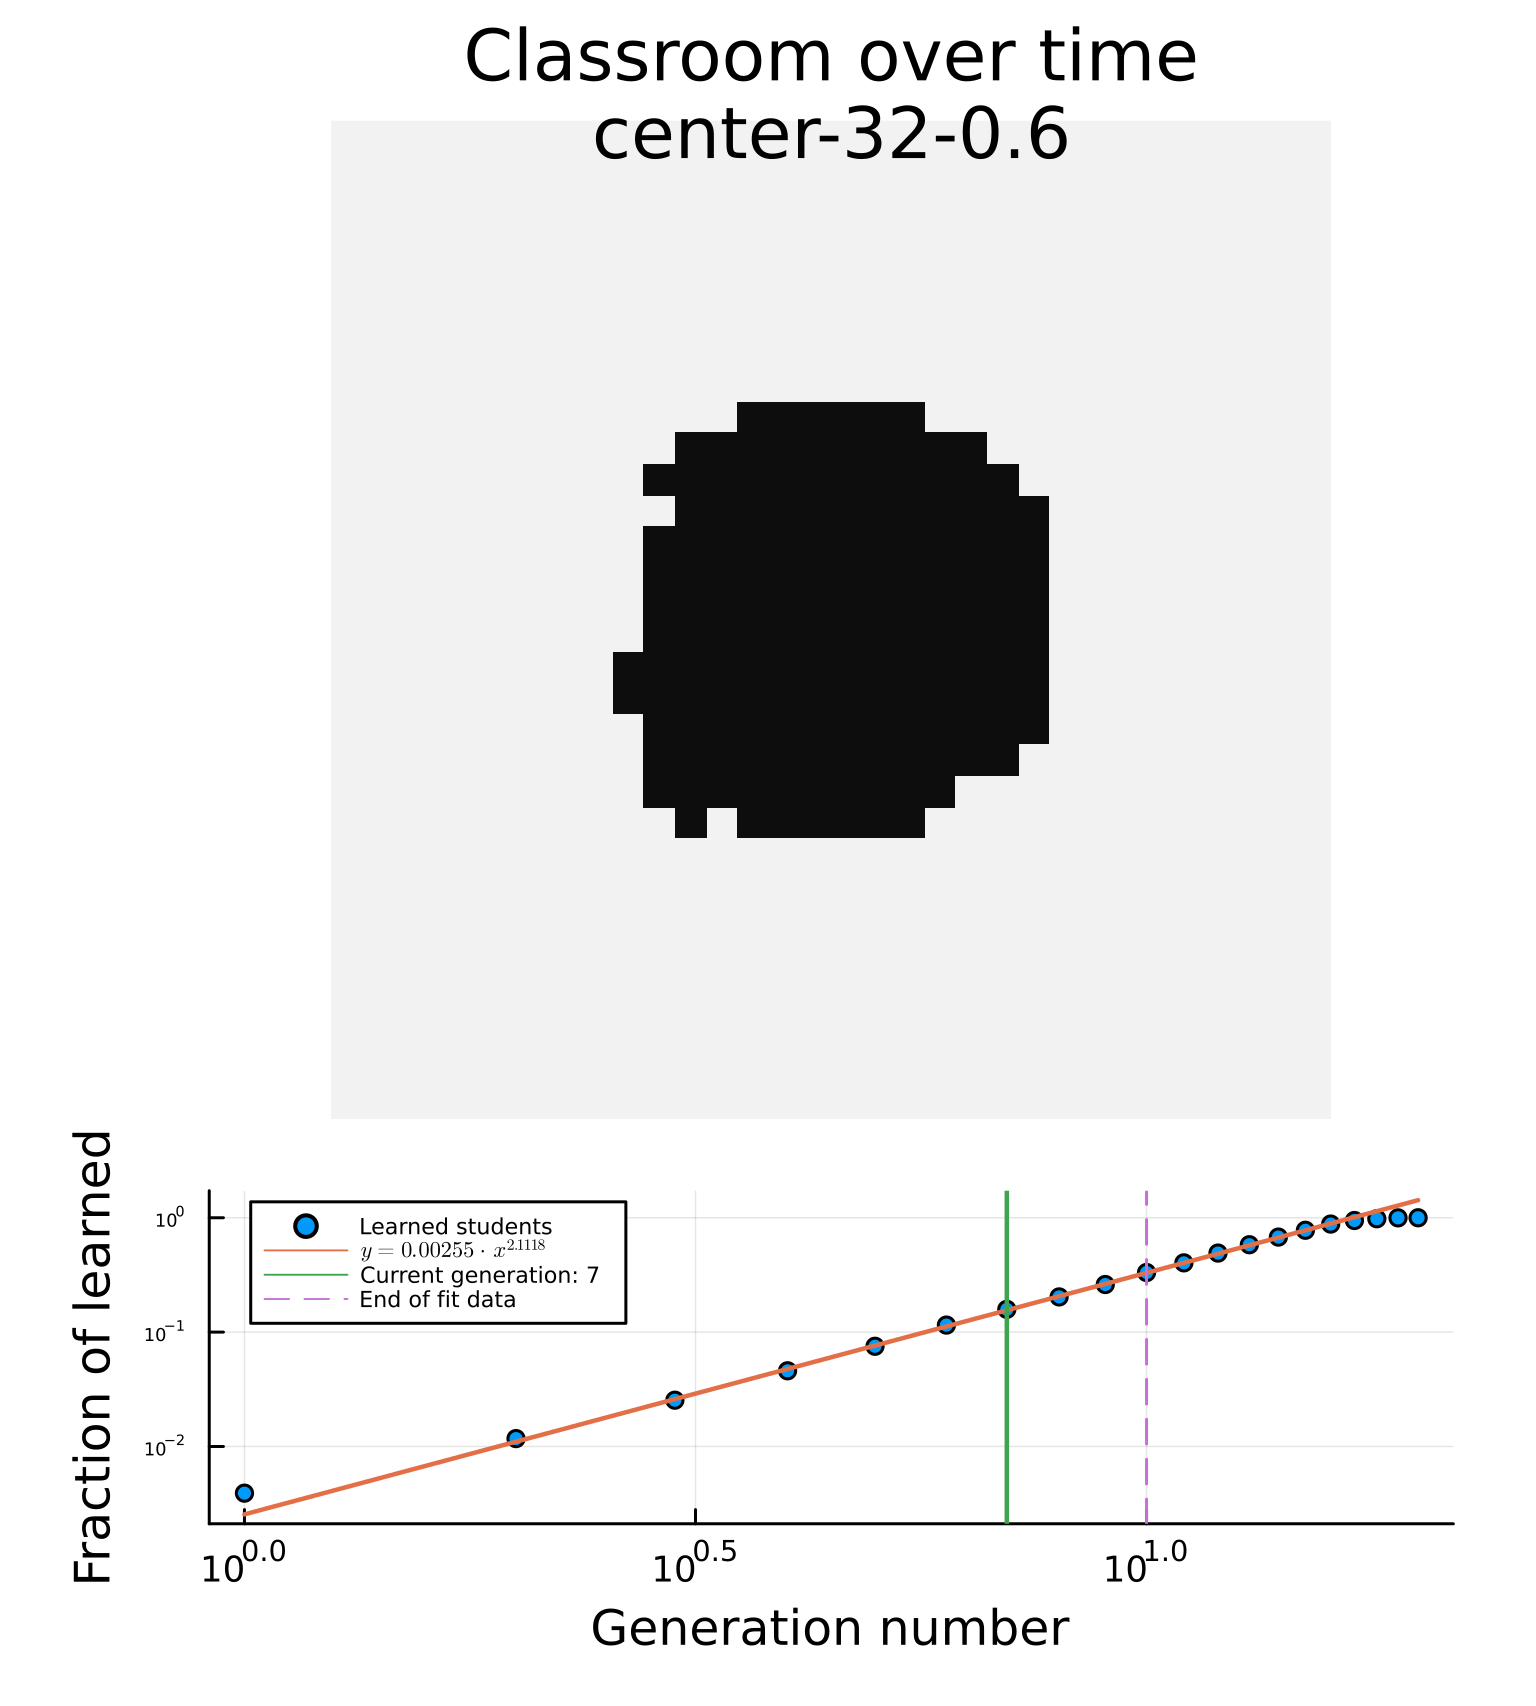 Classroom over time
center-32-0.6
Fraction of learned
10⁰
10⁻¹
10⁻²
Learned students
y = 0.00255 · x^2.1118
Current generation: 7
End of fit data
10^0.0
10^0.5
10^1.0
Generation number